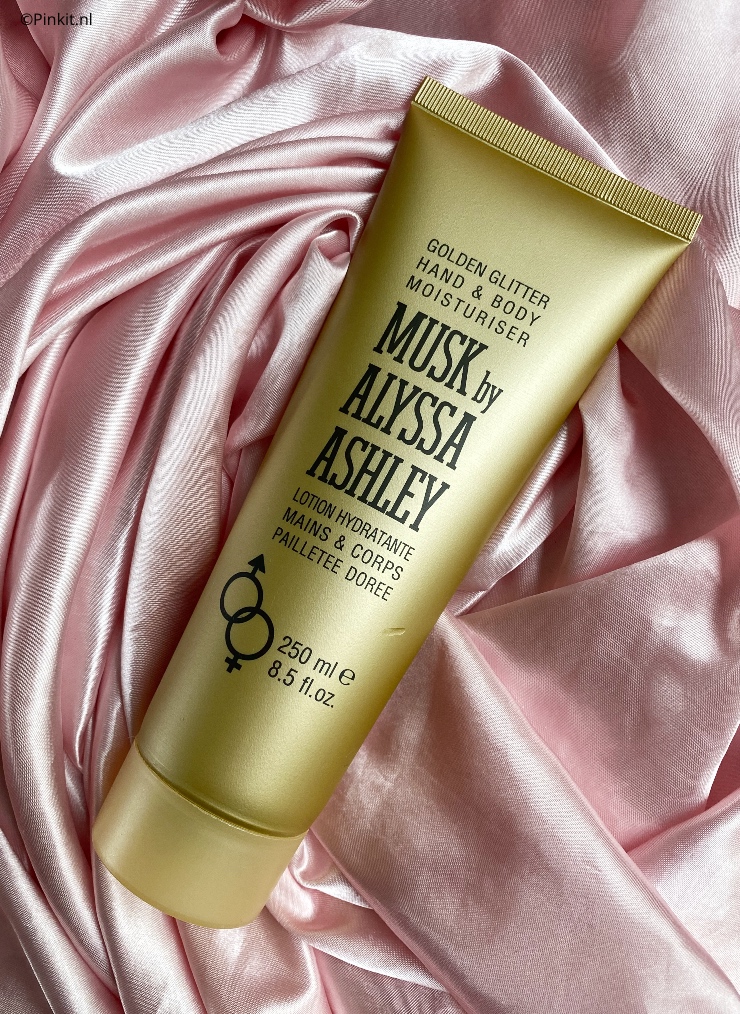 ©Pinkit.nl
GOLDEN GLITTER
HAND & BODY
MOISTURISER
MUSK by
ALYSSA
ASHLEY
LOTION HYDRATANTE
MAINS & CORPS
PAILLETEE DOREE
250 ml e
8.5 fl.oz.